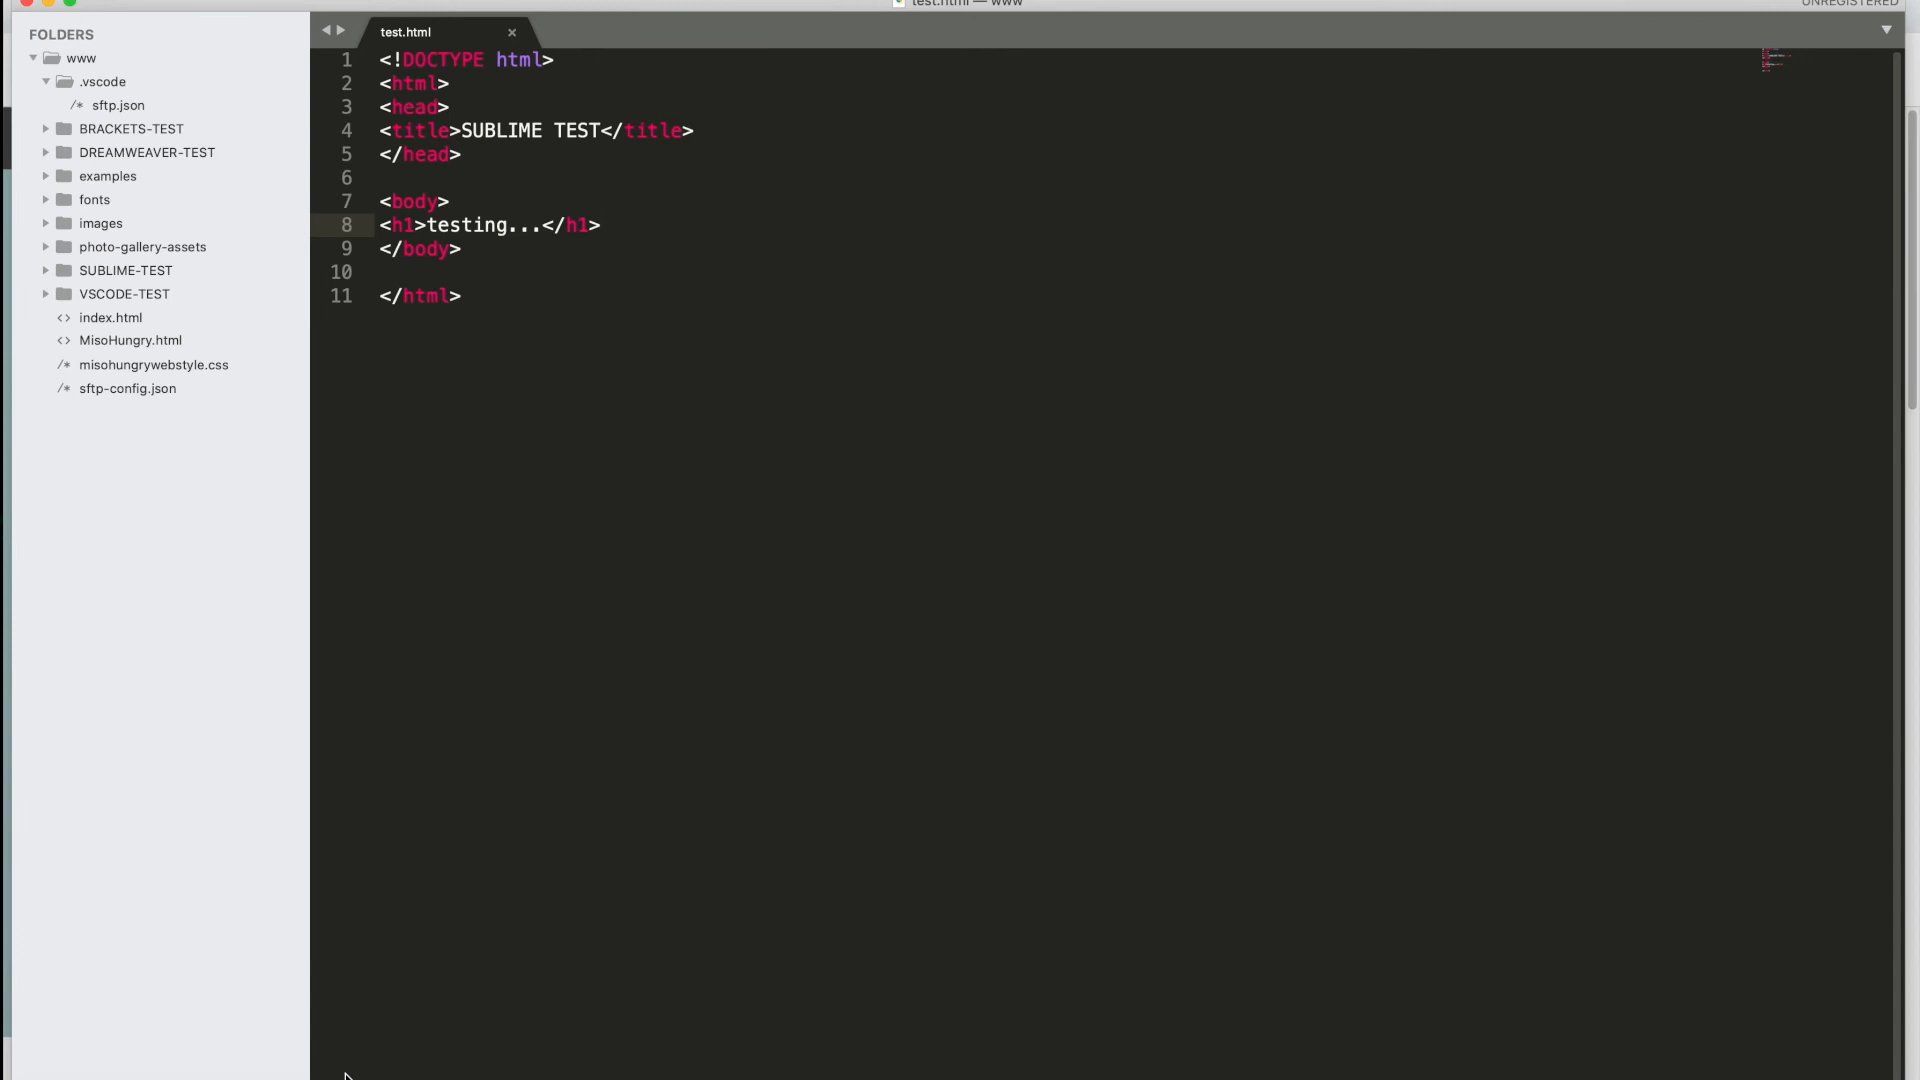 test.html — www
UNREGISTERED
FOLDERS
www
.vscode
/* sftp.json
BRACKETS-TEST
DREAMWEAVER-TEST
examples
fonts
images
photo-gallery-assets
SUBLIME-TEST
VSCODE-TEST
<> index.html
<> MisoHungry.html
/* misohungrywebstyle.css
/* sftp-config.json
test.html ×
1 <!DOCTYPE html>
2 <html>
3 <head>
4 <title>SUBLIME TEST</title>
5 </head>
6
7 <body>
8 <h1>testing...</h1>
9 </body>
10
11 </html>